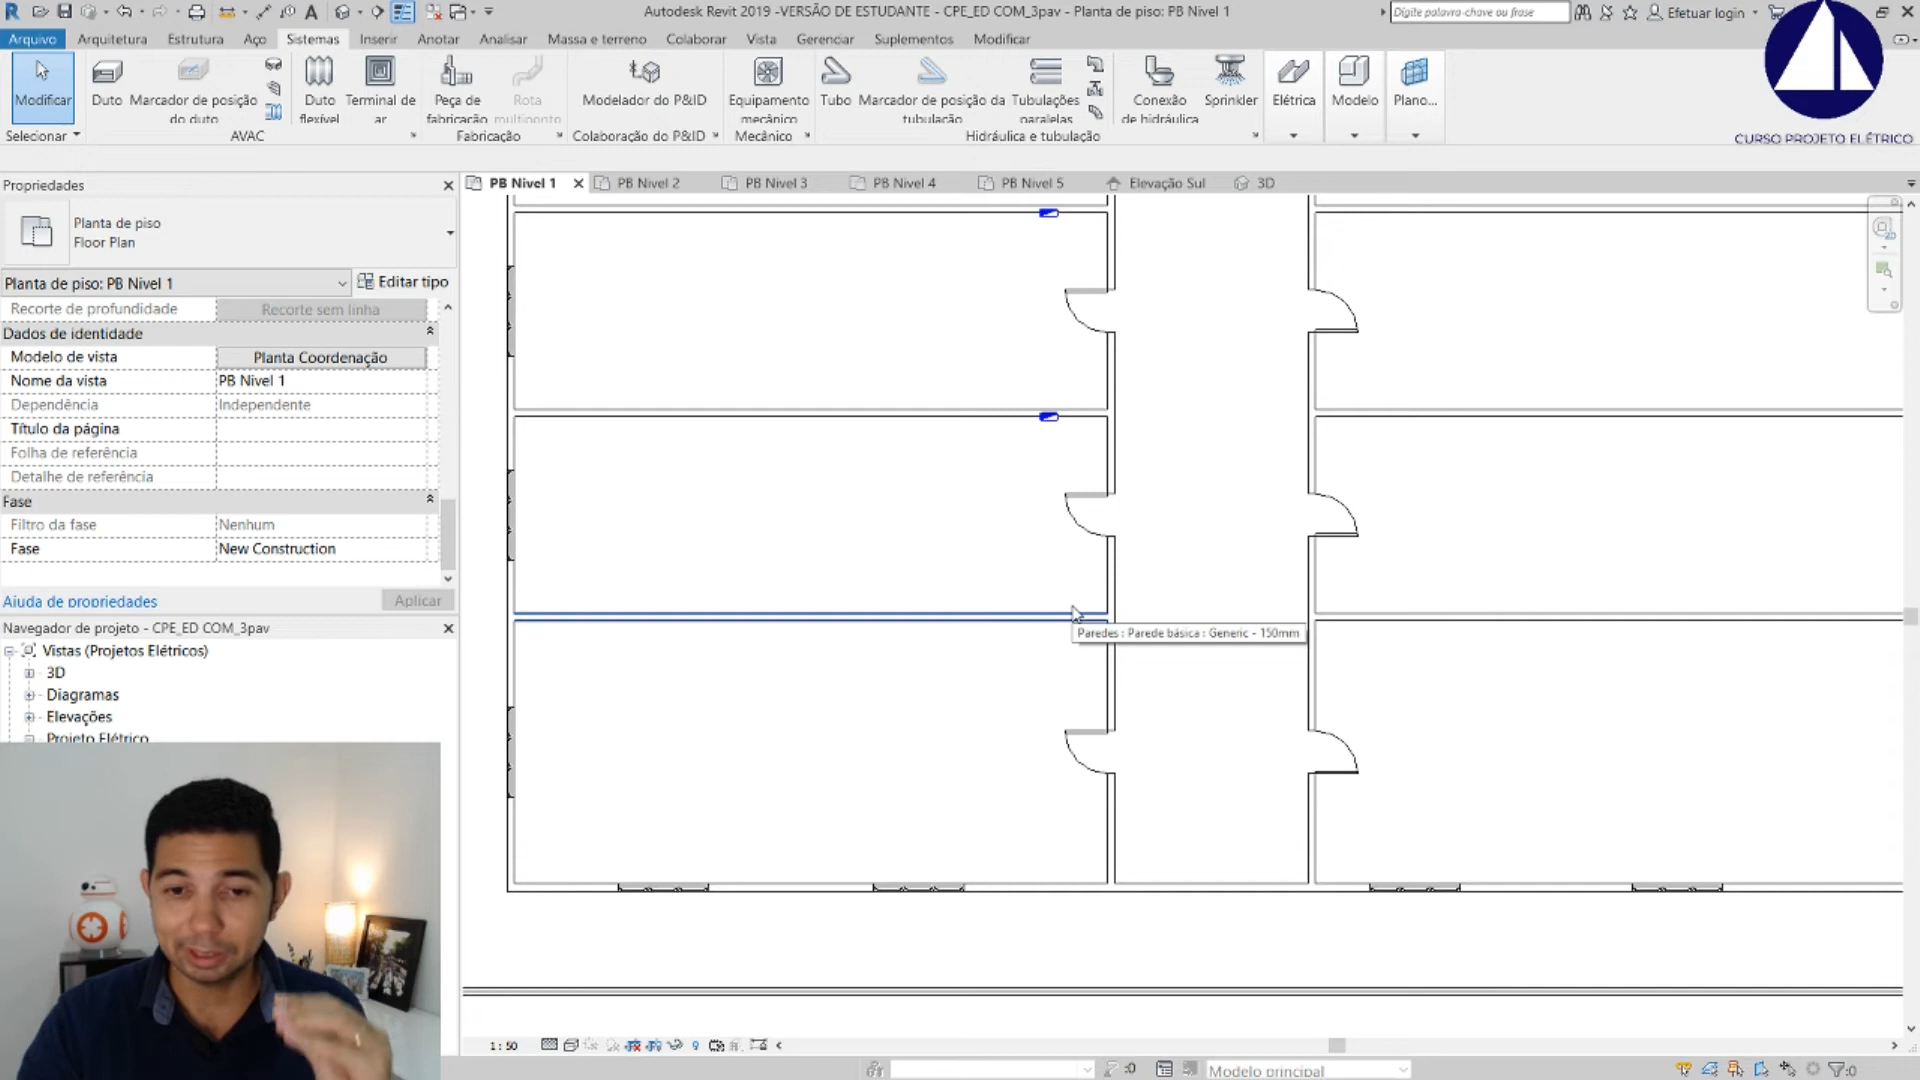 Autodesk Revit 2019 -VERSÃO DE ESTUDANTE - CPE_ED COM_3pav - Planta de piso: PB Nivel 1
Digite palavra-chave ou frase
Efetuar login
Arquivo Arquitetura Estrutura Aço Sistemas Inserir Anotar Analisar Massa e terreno Colaborar Vista Gerenciar Suplementos Modificar
Modificar
Duto
Marcador de posição do duto
Duto flexível
Terminal de ar
Peça de fabricação
Rota multiponto
Modelador do P&ID
Equipamento mecânico
Tubo
Marcador de posição da tubulação
Tubulações paralelas
Conexão de hidráulica
Sprinkler
Elétrica
Modelo
Plano...
Selecionar
AVAC
Fabricação
Colaboração do P&ID
Mecânico
Hidráulica e tubulação
CURSO PROJETO ELÉTRICO
Propriedades
PB Nivel 1
PB Nivel 2
PB Nivel 3
PB Nivel 4
PB Nivel 5
Elevação Sul
3D
Planta de piso
Floor Plan
Planta de piso: PB Nivel 1
Editar tipo
Recorte de profundidade Recorte sem linha
Dados de identidade
Modelo de vista Planta Coordenação
Nome da vista PB Nivel 1
Dependência Independente
Título da página
Folha de referência
Detalhe de referência
Fase
Filtro da fase Nenhum
Fase New Construction
Ajuda de propriedades
Aplicar
Navegador de projeto - CPE_ED COM_3pav
Vistas (Projetos Elétricos)
3D
Diagramas
Elevações
Projeto Elétrico
Paredes : Parede básica : Generic - 150mm
1 : 50
:0
Modelo principal
:0